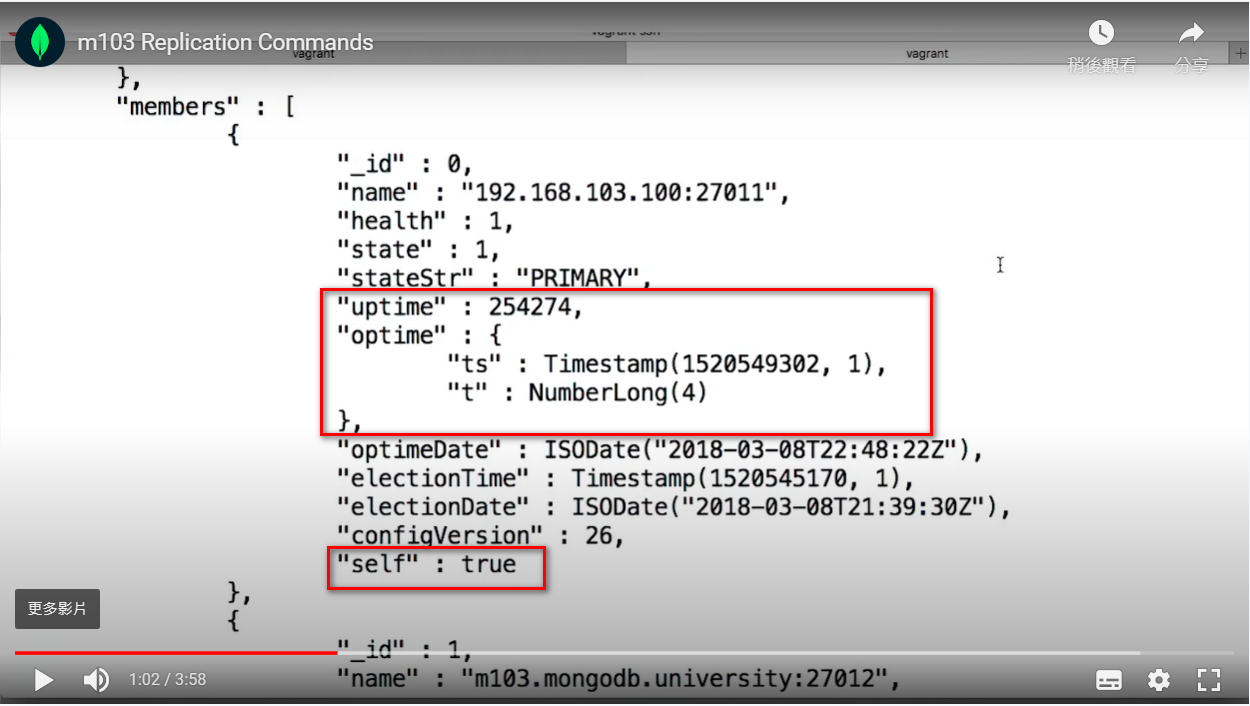 vagrant ssh
m103 Replication Commands
稍後觀看
分享
vagrant
vagrant
+
},
"members" : [
{
"_id" : 0,
"name" : "192.168.103.100:27011",
"health" : 1,
"state" : 1,
"stateStr" : "PRIMARY",
"uptime" : 254274,
"optime" : {
"ts" : Timestamp(1520549302, 1),
"t" : NumberLong(4)
},
"optimeDate" : ISODate("2018-03-08T22:48:22Z"),
"electionTime" : Timestamp(1520545170, 1),
"electionDate" : ISODate("2018-03-08T21:39:30Z"),
"configVersion" : 26,
"self" : true
},
更多影片
{
"_id" : 1,
"name" : "m103.mongodb.university:27012",
1:02 / 3:58